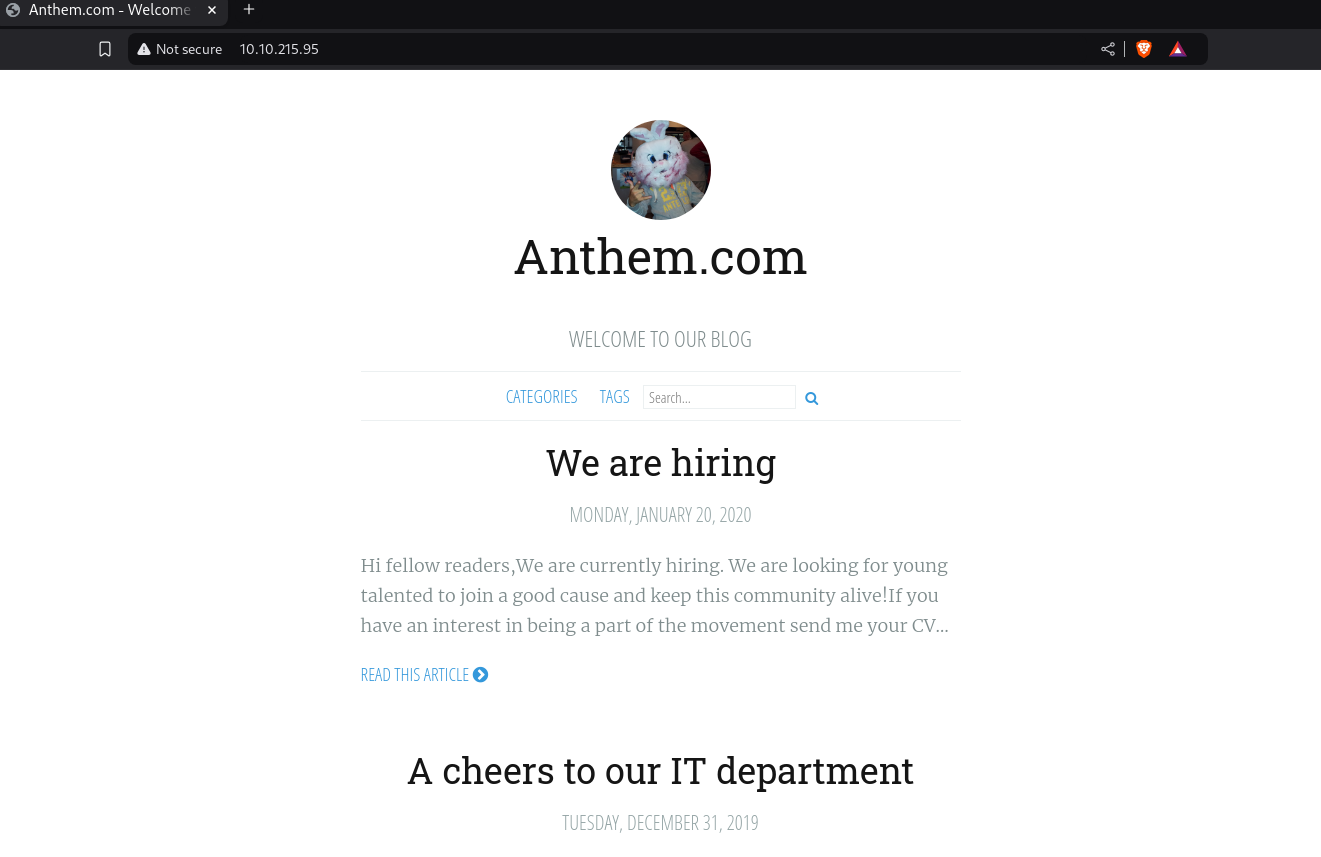 Anthem.com - Welcome
Not secure 10.10.215.95
Anthem.com
WELCOME TO OUR BLOG
CATEGORIES TAGS Search...
We are hiring
MONDAY, JANUARY 20, 2020
Hi fellow readers,We are currently hiring. We are looking for young
talented to join a good cause and keep this community alive!If you
have an interest in being a part of the movement send me your CV...
READ THIS ARTICLE
A cheers to our IT department
TUESDAY, DECEMBER 31, 2019